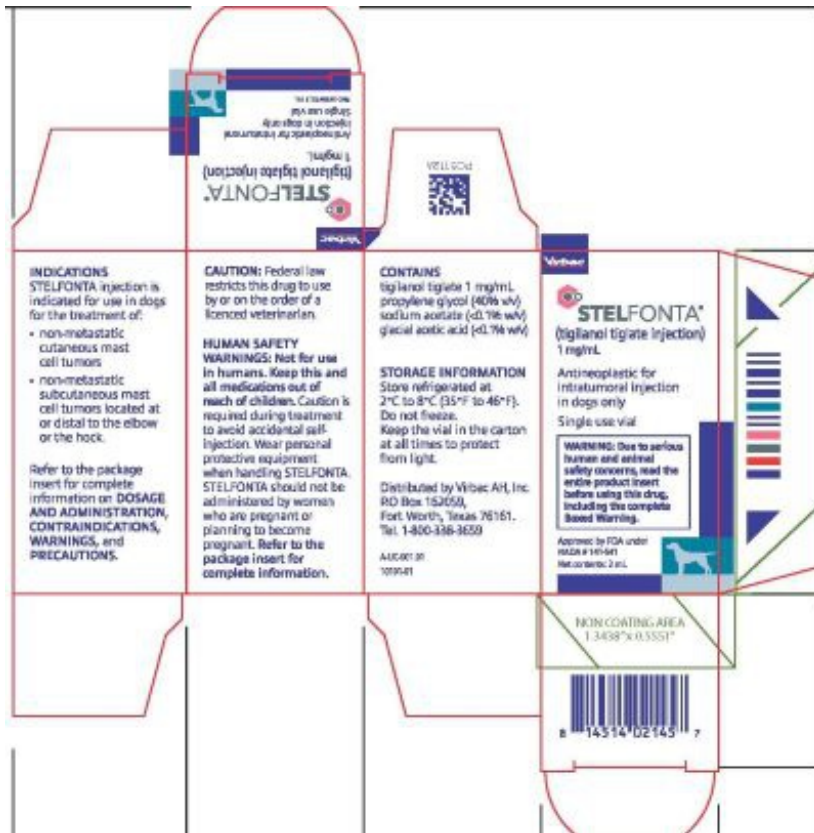 Net contents: 2 mL
Single use vial
injection in dogs only
Antineoplastic for intratumoral
1 mg/mL
(tigilanol tiglate injection)
STELFONTA®
Virbac
PC5112A
INDICATIONS
STELFONTA injection is
indicated for use in dogs
for the treatment of:
• non-metastatic
cutaneous mast
cell tumors
• non-metastatic
subcutaneous mast
cell tumors located at
or distal to the elbow
or the hock.
Refer to the package
insert for complete
information on DOSAGE
AND ADMINISTRATION,
CONTRAINDICATIONS,
WARNINGS, and
PRECAUTIONS.
CAUTION: Federal law
restricts this drug to use
by or on the order of a
licenced veterinarian.
HUMAN SAFETY
WARNINGS: Not for use
in humans. Keep this and
all medications out of
reach of children. Caution is
required during treatment
to avoid accidental self-
injection. Wear personal
protective equipment
when handling STELFONTA.
STELFONTA should not be
administered by women
who are pregnant or
planning to become
pregnant. Refer to the
package insert for
complete information.
CONTAINS
tigilanol tiglate 1 mg/mL
propylene glycol (40% v/v)
sodium acetate (<0.1% w/v)
glacial acetic acid (<0.1% w/v)
STORAGE INFORMATION
Store refrigerated at
2°C to 8°C (35°F to 46°F).
Do not freeze.
Keep the vial in the carton
at all times to protect
from light.
Distributed by Virbac AH, Inc.
P.O Box 162059,
Fort Worth, Texas 76161.
Tel. 1-800-338-3659
10191-01
Virbac
STELFONTA®
(tigilanol tiglate injection)
1 mg/mL
Antineoplastic for
intratumoral injection
in dogs only
Single use vial
WARNING: Due to serious
human and animal
safety concerns, read the
entire product insert
before using this drug,
including the complete
Boxed Warning.
Approved by FDA under
NADA # 141-541
Net contents: 2 mL
NON COATING AREA
1.3438" x 0.5551"
8 14314 02145 7